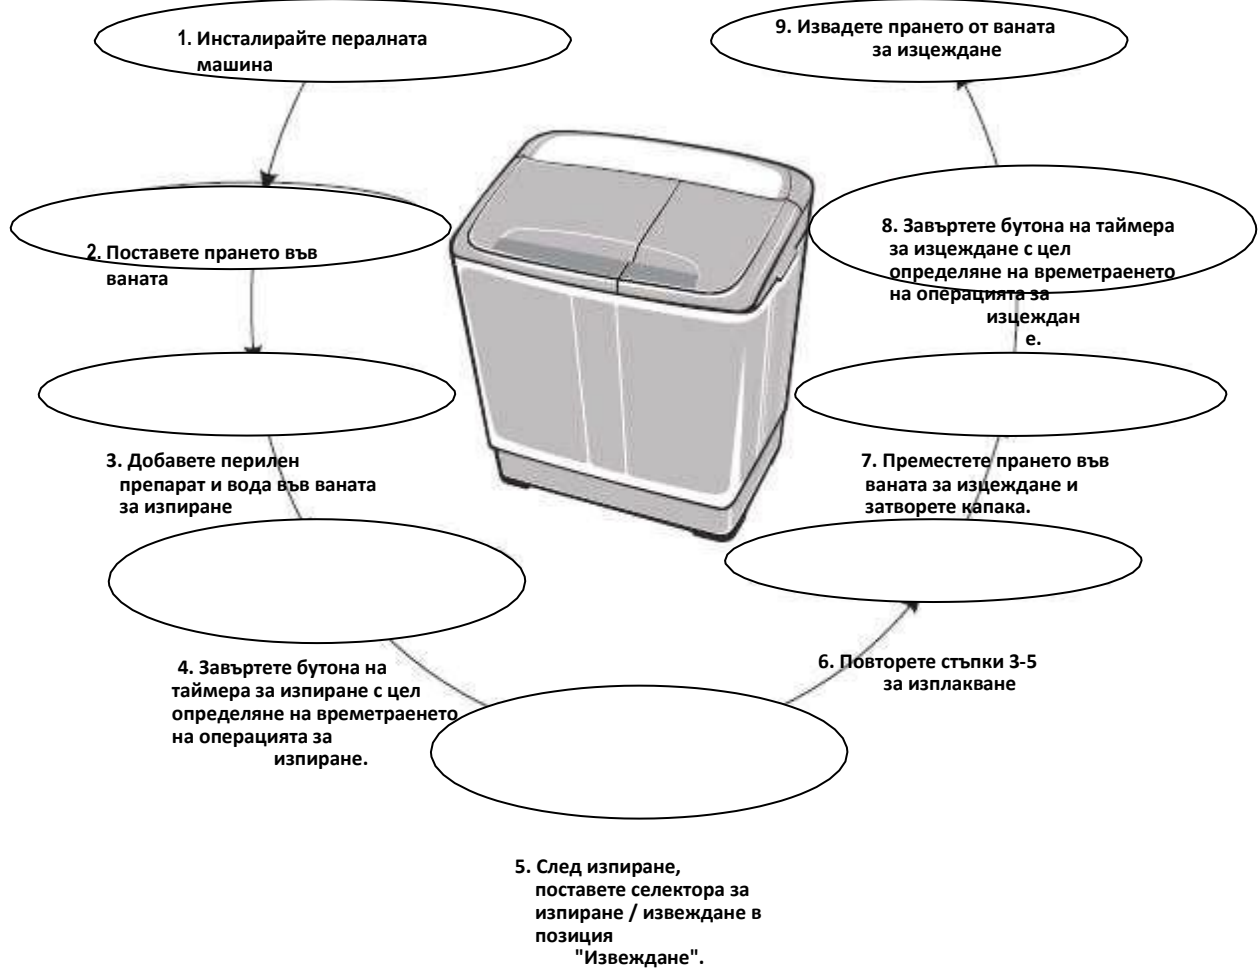 1. Инсталирайте пералната
машина
2. Поставете прането във
ваната
3. Добавете перилен
препарат и вода във ваната
за изпиране
4. Завъртете бутона на
таймера за изпиране с цел
определяне на времетраенето
на операцията за
изпиране.
5. След изпиране,
поставете селектора за
изпиране / извеждане в
позиция
"Извеждане".
6. Повторете стъпки 3-5
за изплакване
7. Преместете прането във
ваната за изцеждане и
затворете капака.
8. Завъртете бутона на таймера
за изцеждане с цел
определяне на времетраенето
на операцията за
изцеждан
е.
9. Извадете прането от ваната
за изцеждане